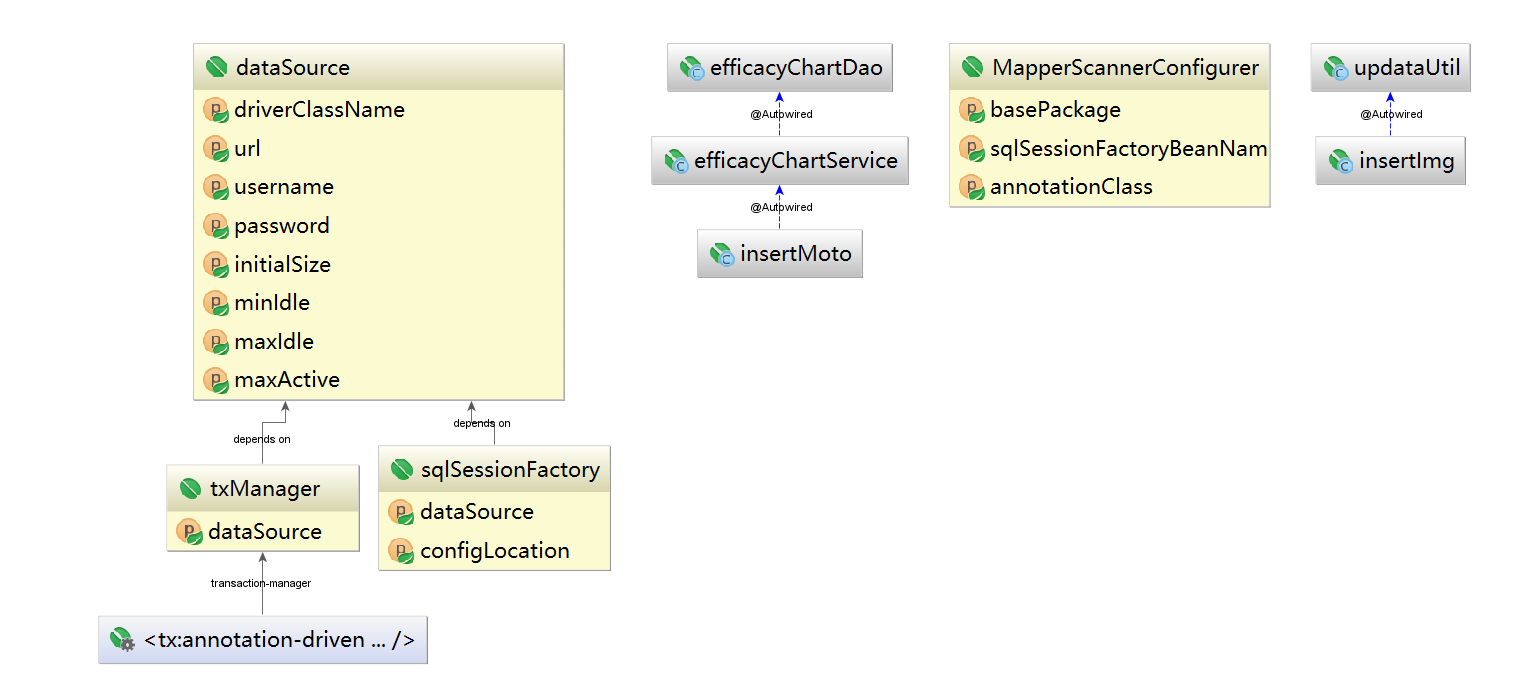 dataSource
driverClassName
url
username
password
initialSize
minIdle
maxIdle
maxActive
depends on
depends on
txManager
dataSource
sqlSessionFactory
dataSource
configLocation
transaction-manager
<tx:annotation-driven ... />
efficacyChartDao
@Autowired
efficacyChartService
@Autowired
insertMoto
MapperScannerConfigurer
basePackage
sqlSessionFactoryBeanNam
annotationClass
updataUtil
@Autowired
insertImg